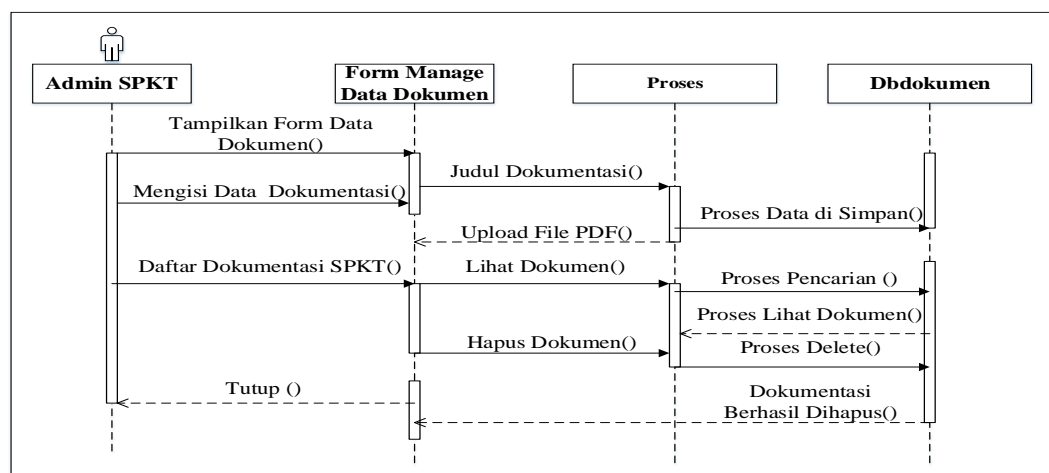 Admin SPKT
Form Manage
Data Dokumen
Proses
Dbdokumen
Tampilkan Form Data
Dokumen()
Judul Dokumentasi()
Mengisi Data Dokumentasi()
Proses Data di Simpan()
Upload File PDF()
Daftar Dokumentasi SPKT()
Lihat Dokumen()
Proses Pencarian ()
Proses Lihat Dokumen()
Hapus Dokumen()
Proses Delete()
Tutup ()
Dokumentasi
Berhasil Dihapus()